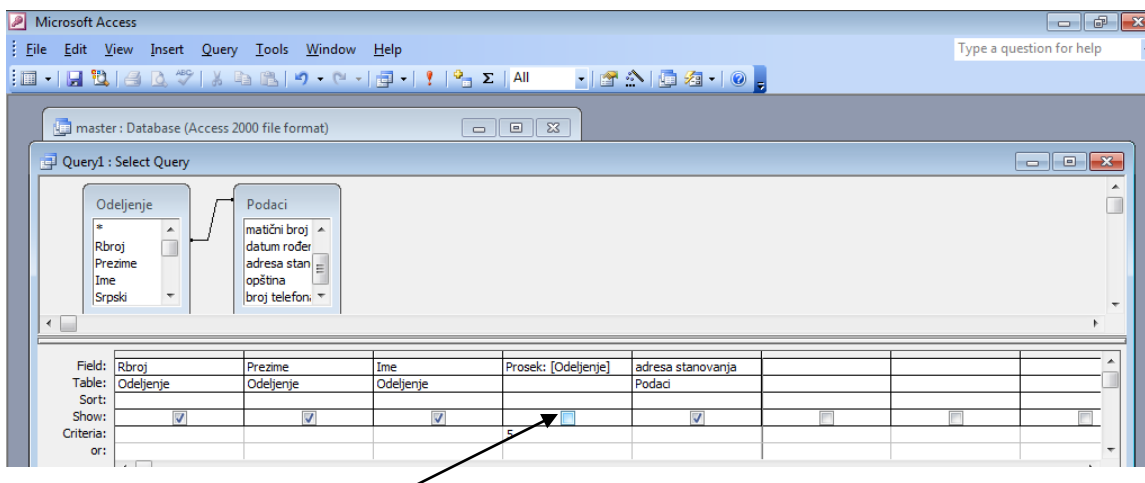 Microsoft Access
File Edit View Insert Query Tools Window Help Type a question for help
All
master : Database (Access 2000 file format)
Query1 : Select Query
Odeljenje Podaci
* matični broj
Rbroj datum rođer
Prezime adresa stan
Ime opština
Srpski broj telefon
Field: Rbroj Prezime Ime Prosek: [Odeljenje] adresa stanovanja
Table: Odeljenje Odeljenje Odeljenje Podaci
Sort:
Show:
Criteria: 5
or: